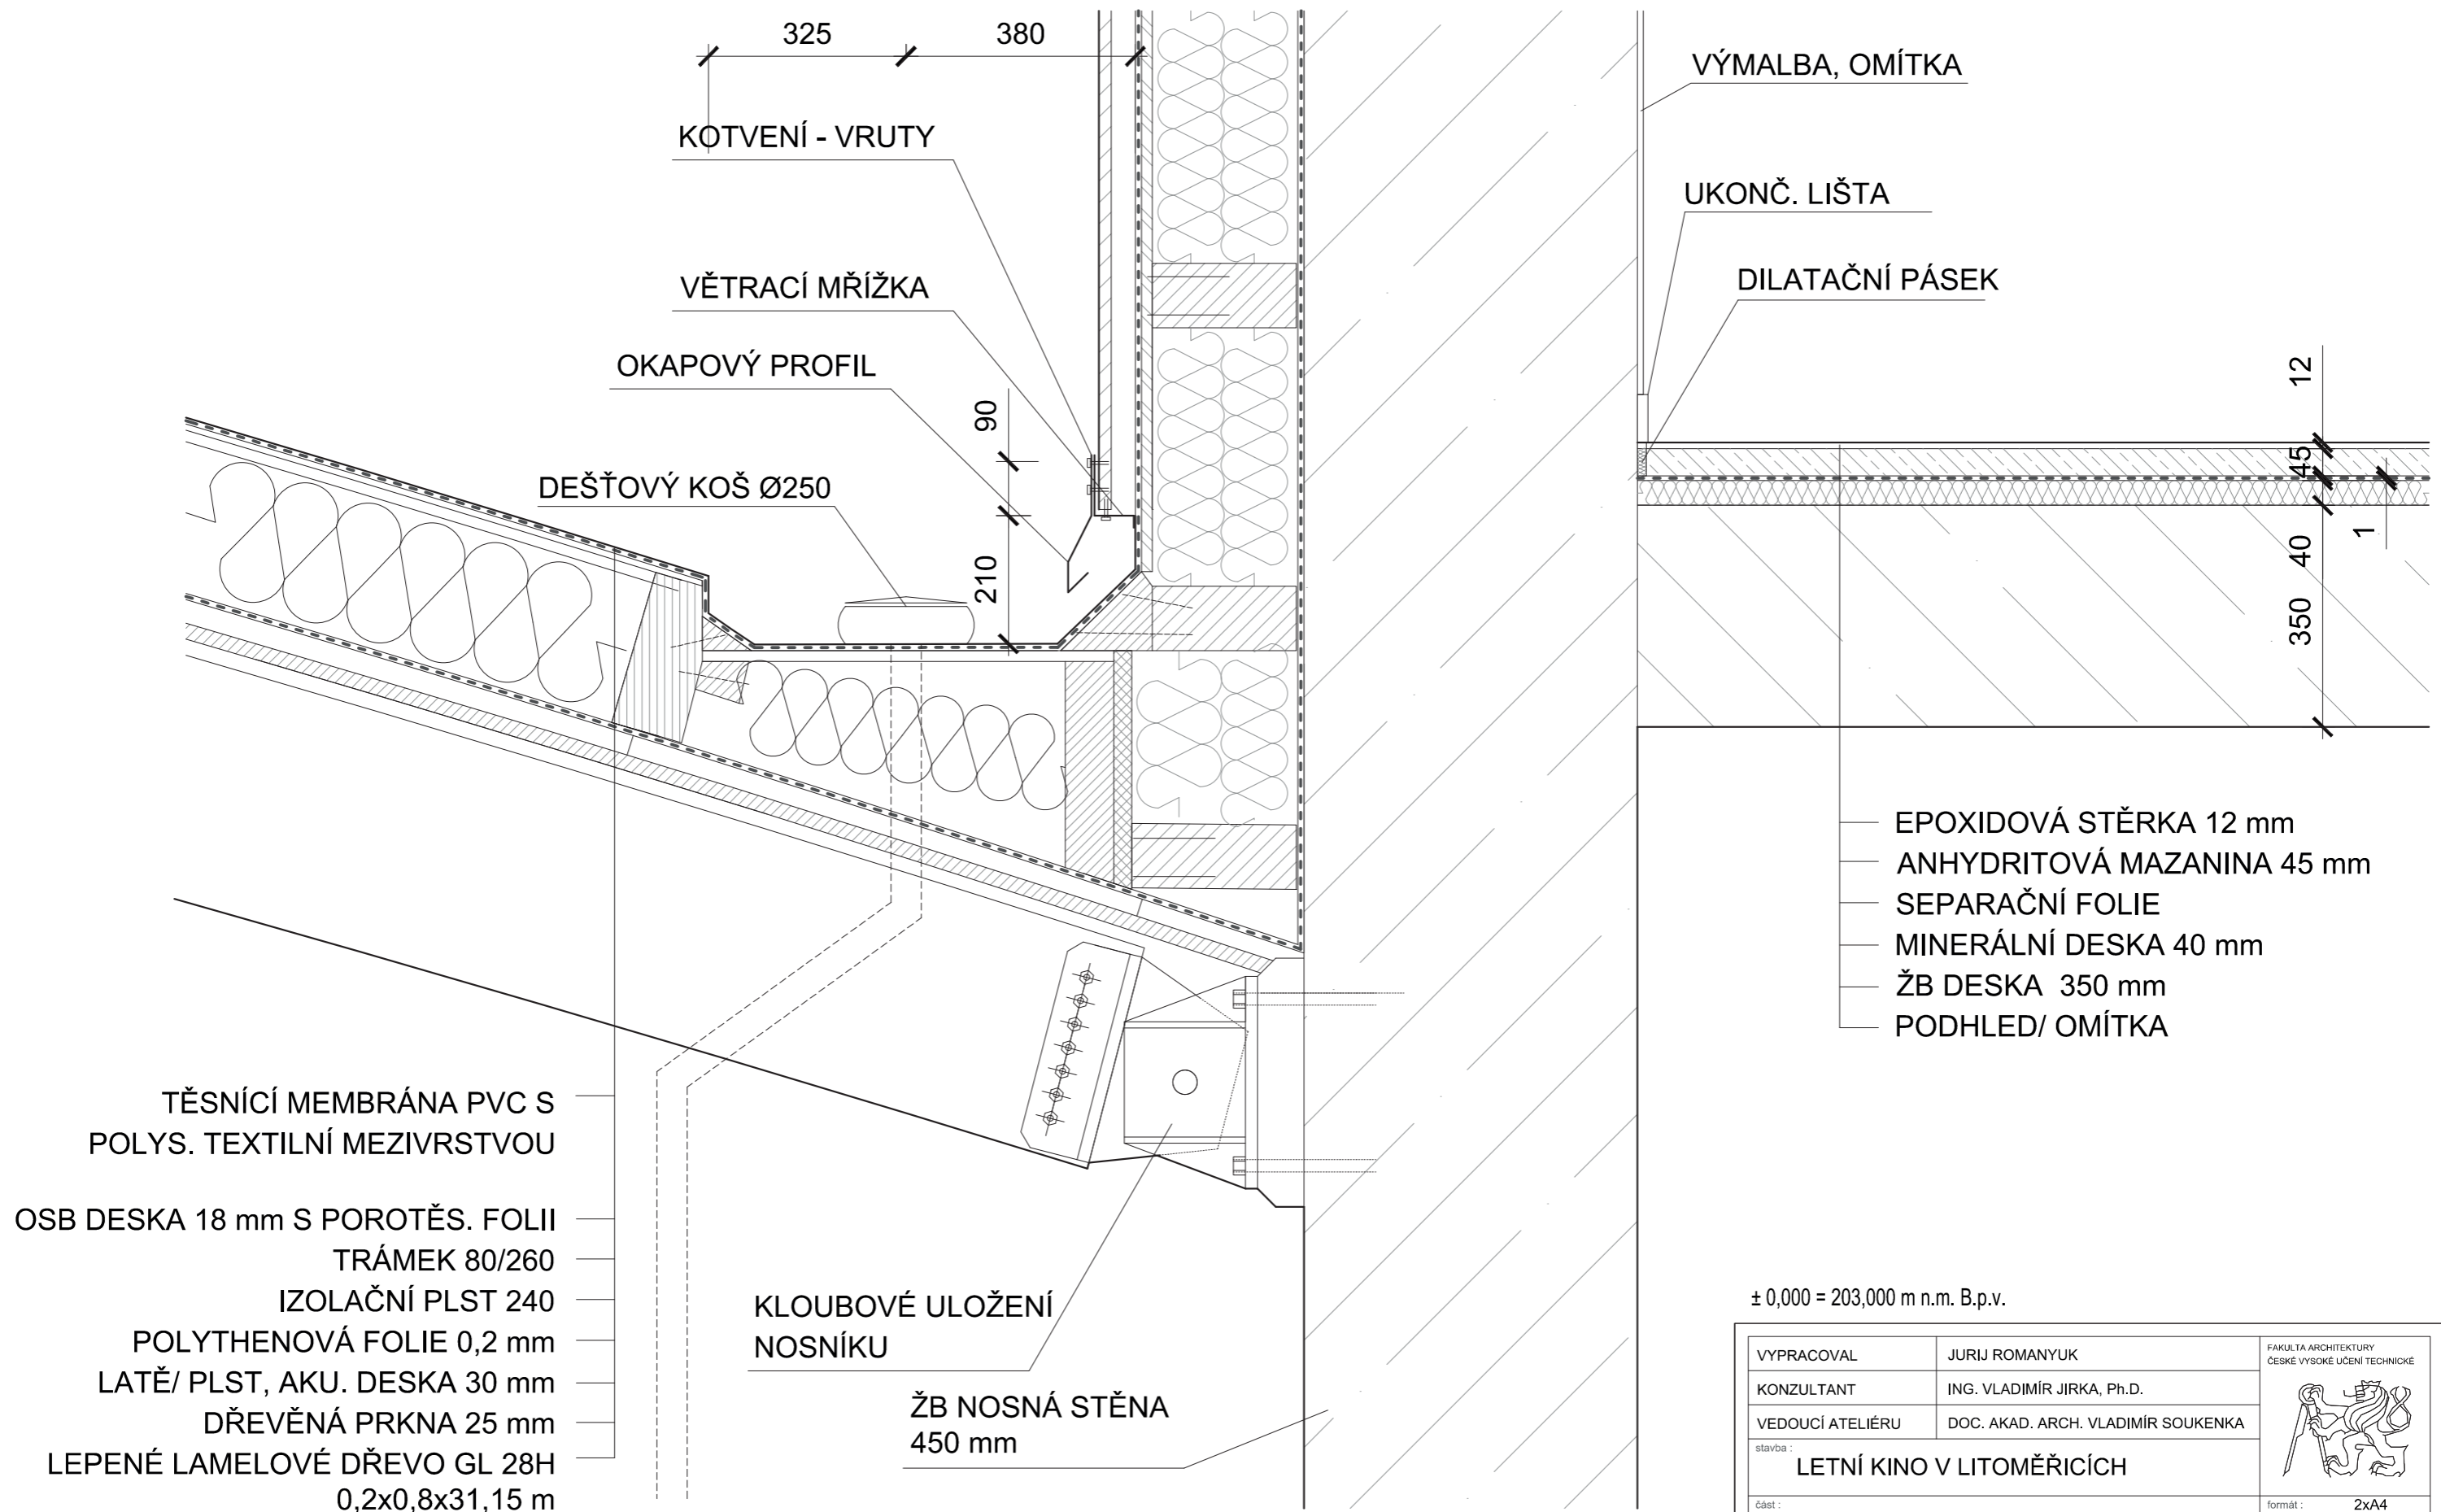 325
380
KOTVENÍ - VRUTY
VĚTRACÍ MŘÍŽKA
OKAPOVÝ PROFIL
DEŠŤOVÝ KOŠ Ø250
90
210
VÝMALBA, OMÍTKA
UKONČ. LIŠTA
DILATAČNÍ PÁSEK
12
45
1
40
350
EPOXIDOVÁ STĚRKA 12 mm
ANHYDRITOVÁ MAZANINA 45 mm
SEPARAČNÍ FOLIE
MINERÁLNÍ DESKA 40 mm
ŽB DESKA 350 mm
PODHLED/ OMÍTKA
TĚSNÍCÍ MEMBRÁNA PVC S
POLYS. TEXTILNÍ MEZIVRSTVOU
OSB DESKA 18 mm S POROTĚS. FOLII
TRÁMEK 80/260
IZOLAČNÍ PLST 240
POLYTHENOVÁ FOLIE 0,2 mm
LATĚ/ PLST, AKU. DESKA 30 mm
DŘEVĚNÁ PRKNA 25 mm
LEPENÉ LAMELOVÉ DŘEVO GL 28H
0,2x0,8x31,15 m
KLOUBOVÉ ULOŽENÍ
NOSNÍKU
ŽB NOSNÁ STĚNA
450 mm
± 0,000 = 203,000 m n.m. B.p.v.
VYPRACOVAL JURIJ ROMANYUK
KONZULTANT ING. VLADIMÍR JIRKA, Ph.D.
VEDOUCÍ ATELIÉRU DOC. AKAD. ARCH. VLADIMÍR SOUKENKA
FAKULTA ARCHITEKTURY
ČESKÉ VYSOKÉ UČENÍ TECHNICKÉ
stavba :
LETNÍ KINO V LITOMĚŘICÍCH
část :
formát : 2xA4